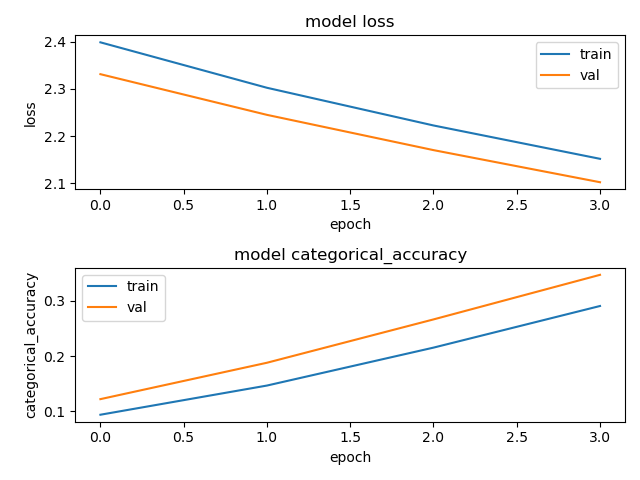 model loss
2.4
2.3
2.2
2.1
loss
train
val
0.0 0.5 1.0 1.5 2.0 2.5 3.0
epoch
model categorical_accuracy
0.3
0.2
0.1
categorical_accuracy
train
val
0.0 0.5 1.0 1.5 2.0 2.5 3.0
epoch